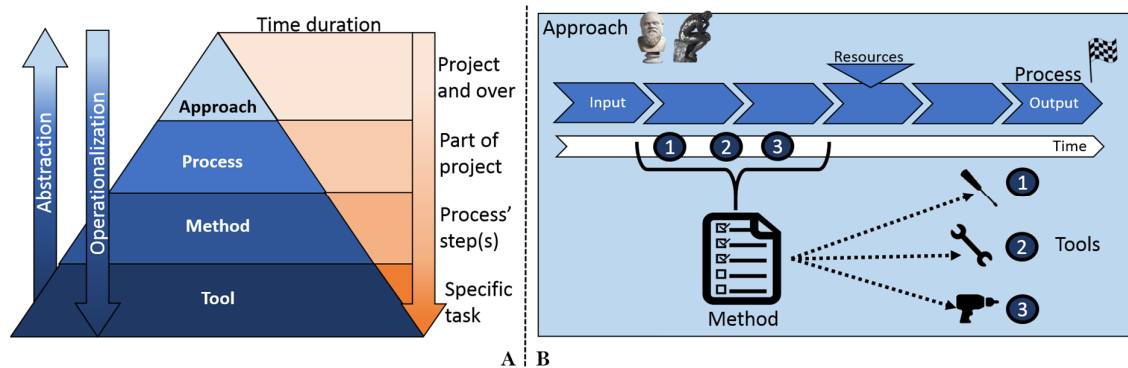 Time duration
Abstraction
Operationalization
Approach
Process
Method
Tool
Project
and over
Part of
project
Process'
step(s)
Specific
task
A
B
Approach
Resources
Process
Input
Output
1
2
3
Time
Method
1
2
Tools
3